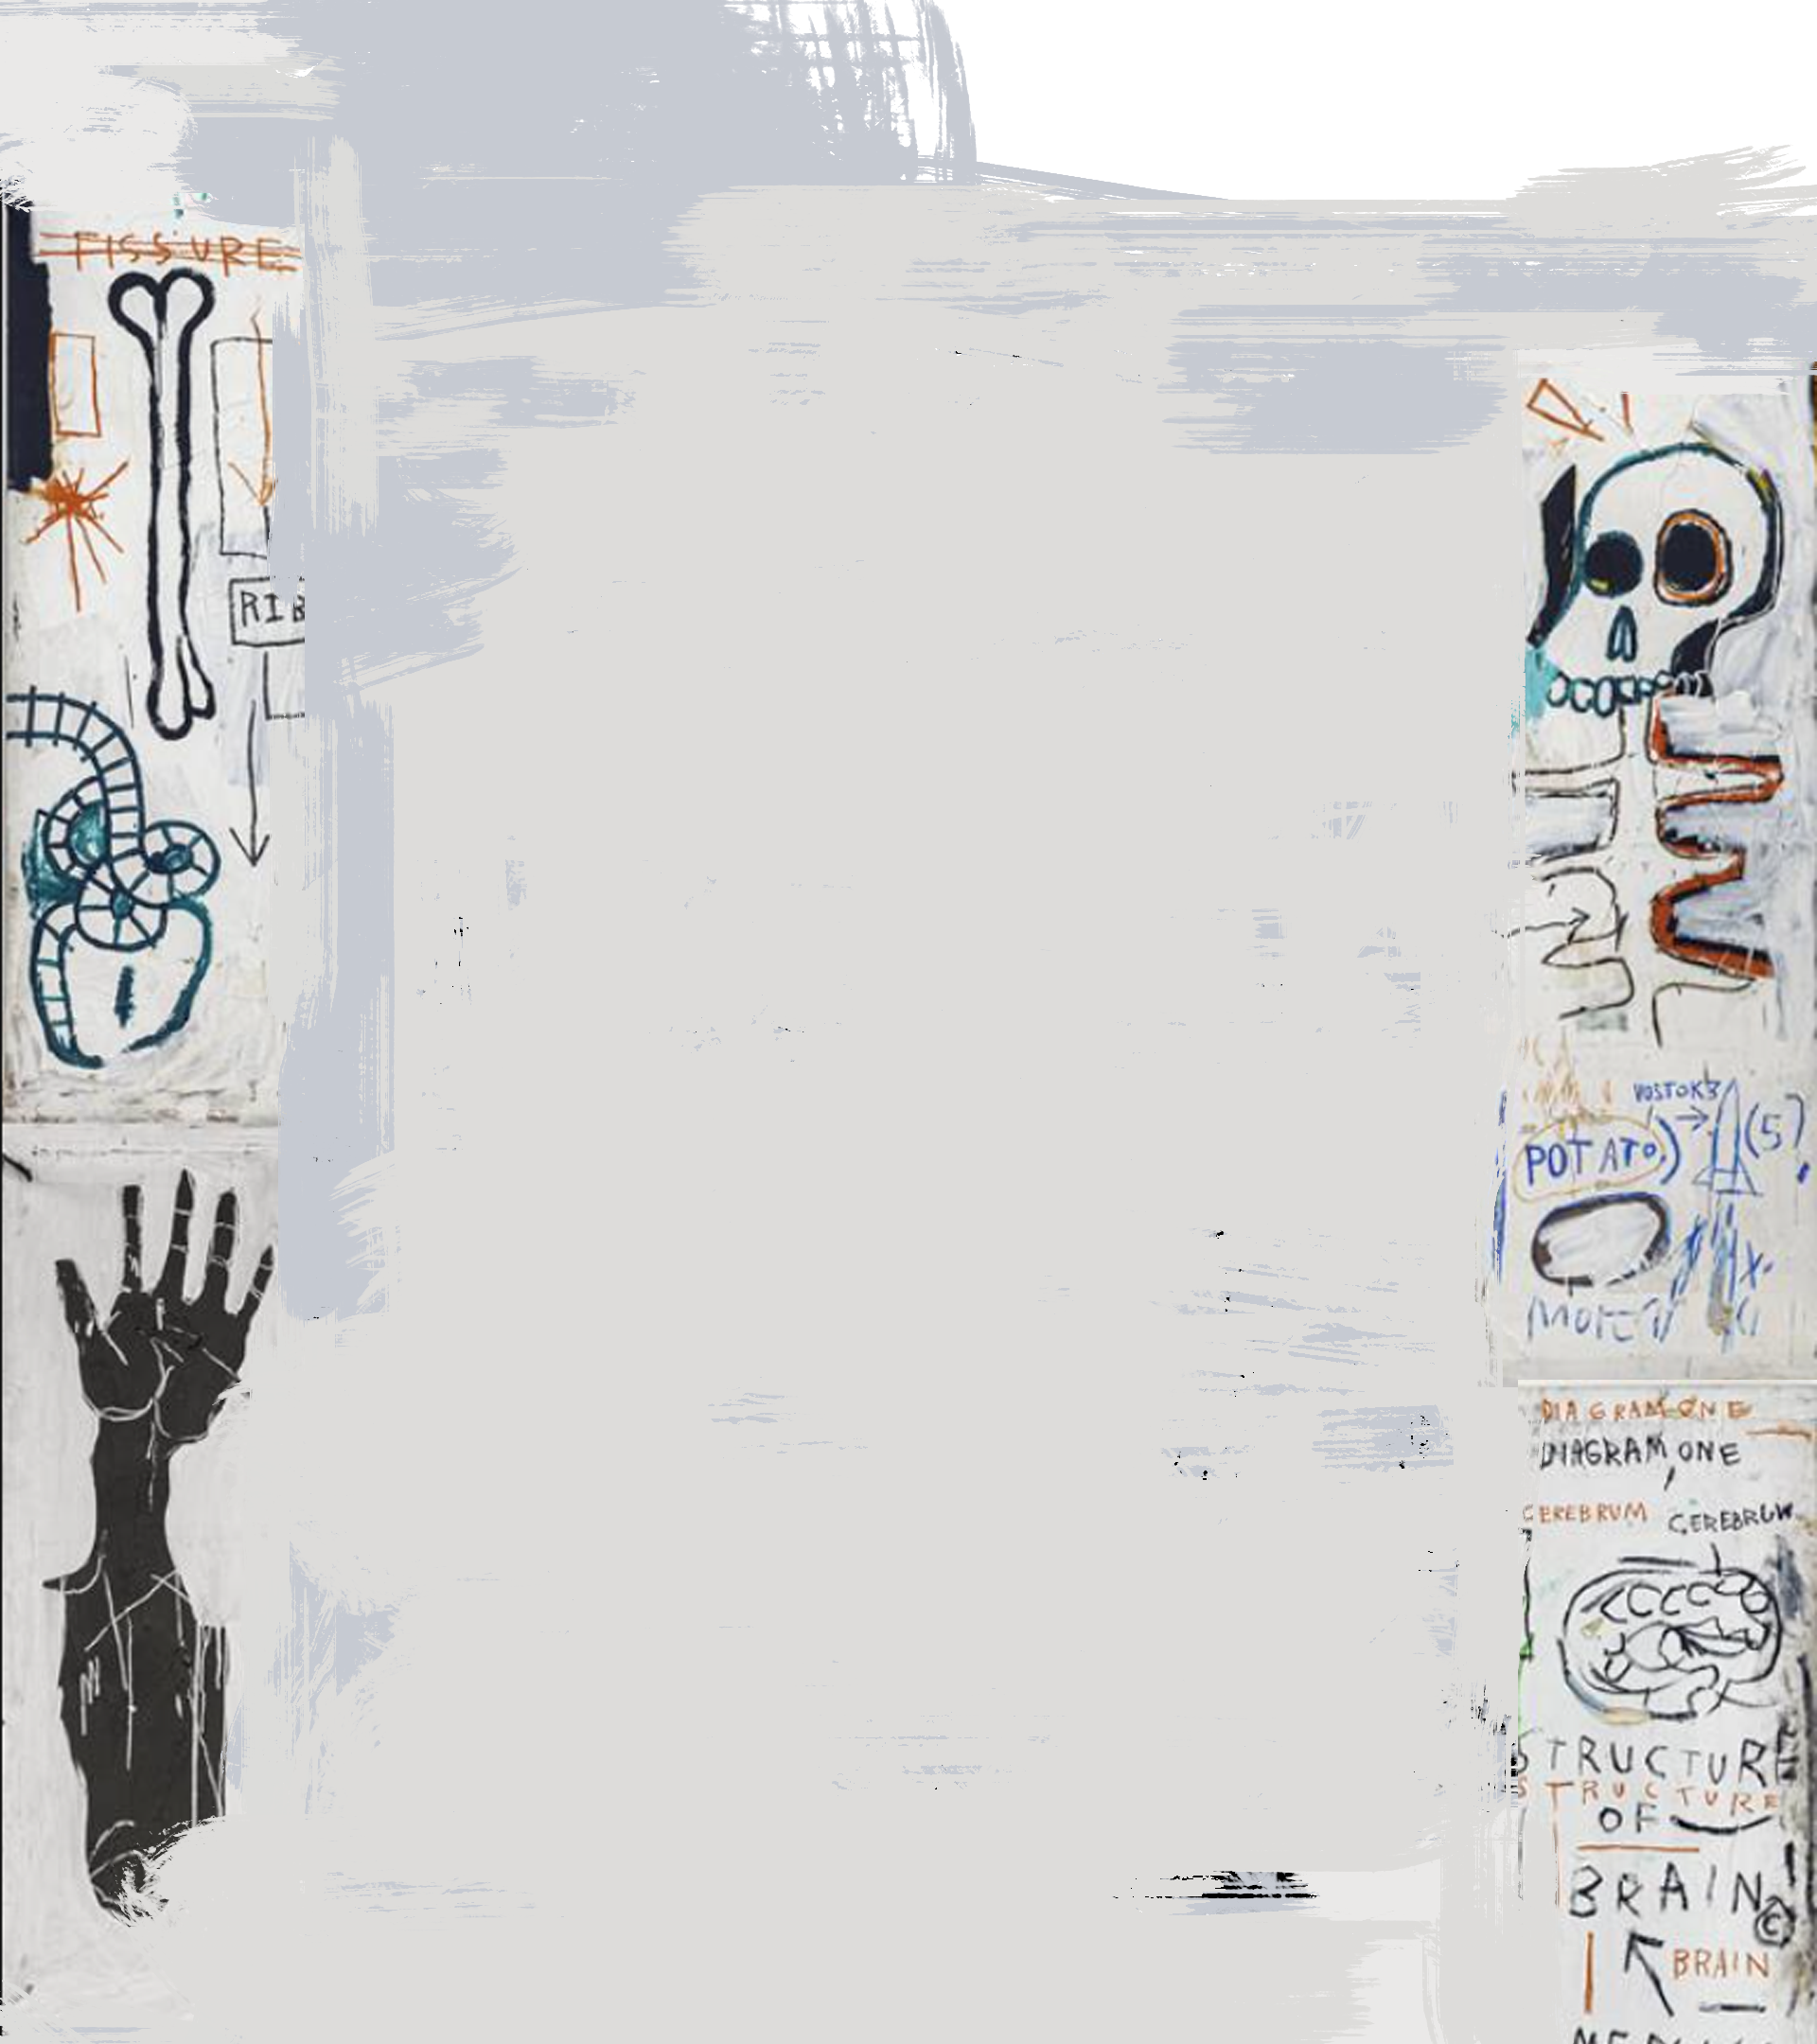 FISSURE
RIB
VOSTOK3
POTATO
(5)
DIAGRAM ONE
DIAGRAM ONE
CEREBRUM CEREBRUM
STRUCTURE
STRUCTURE
OF
BRAIN
©
BRAIN